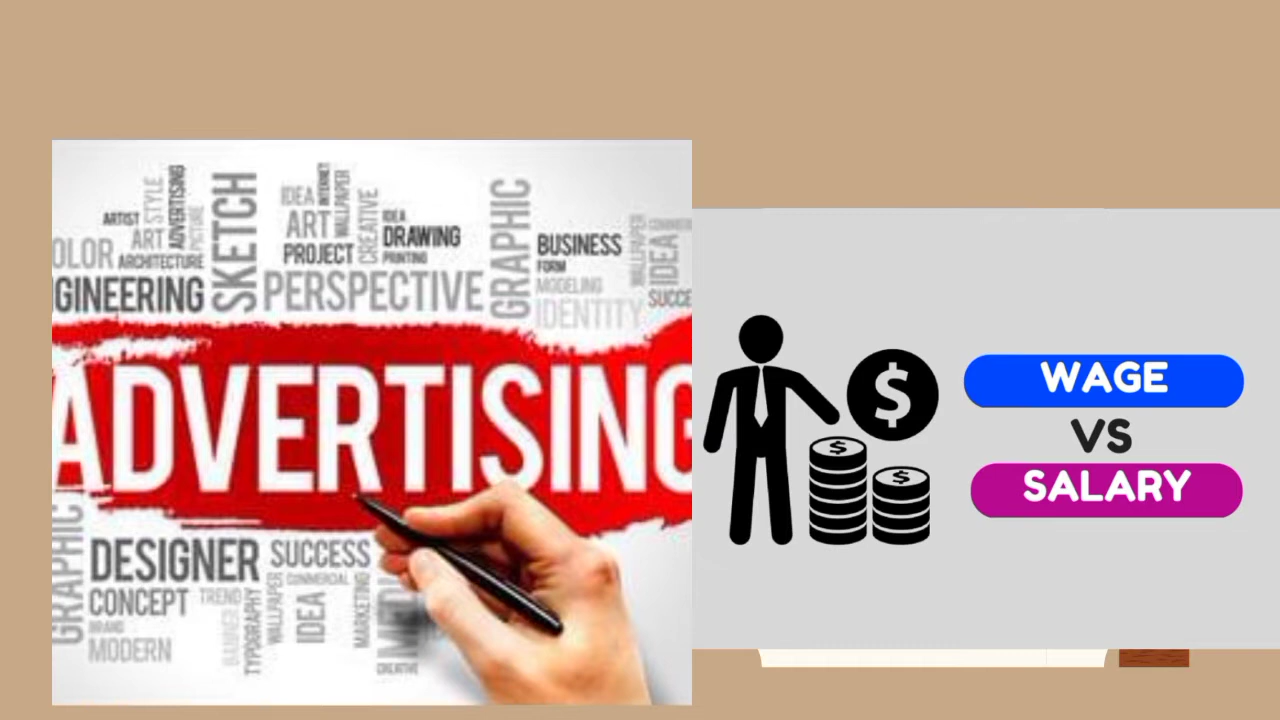 ARTIST
STYLE
ADVERTISING
PICTURE
SKETCH
ART
OLOR
ARCHITECTURE
GINEERING
IDEA
INTERNET
WALLPAPER
ART
CREATIVE
IDEA
DRAWING
PRINTING
PROJECT
PERSPECTIVE
GRAPHIC
BUSINESS
FORM
MODELING
IDENTITY
WALLPAPER
IDEA
SUCCE
ADVERTISING
GRAPHIC
DESIGNER
SUCCESS
CONCEPT
TREND
COMMERCIAL
BRAND
MODERN
BANNER
TYPOGRAPHY
WALLPAPER
IDEA
MARKETING
CREATIVE
$
$
$
WAGE
VS
SALARY